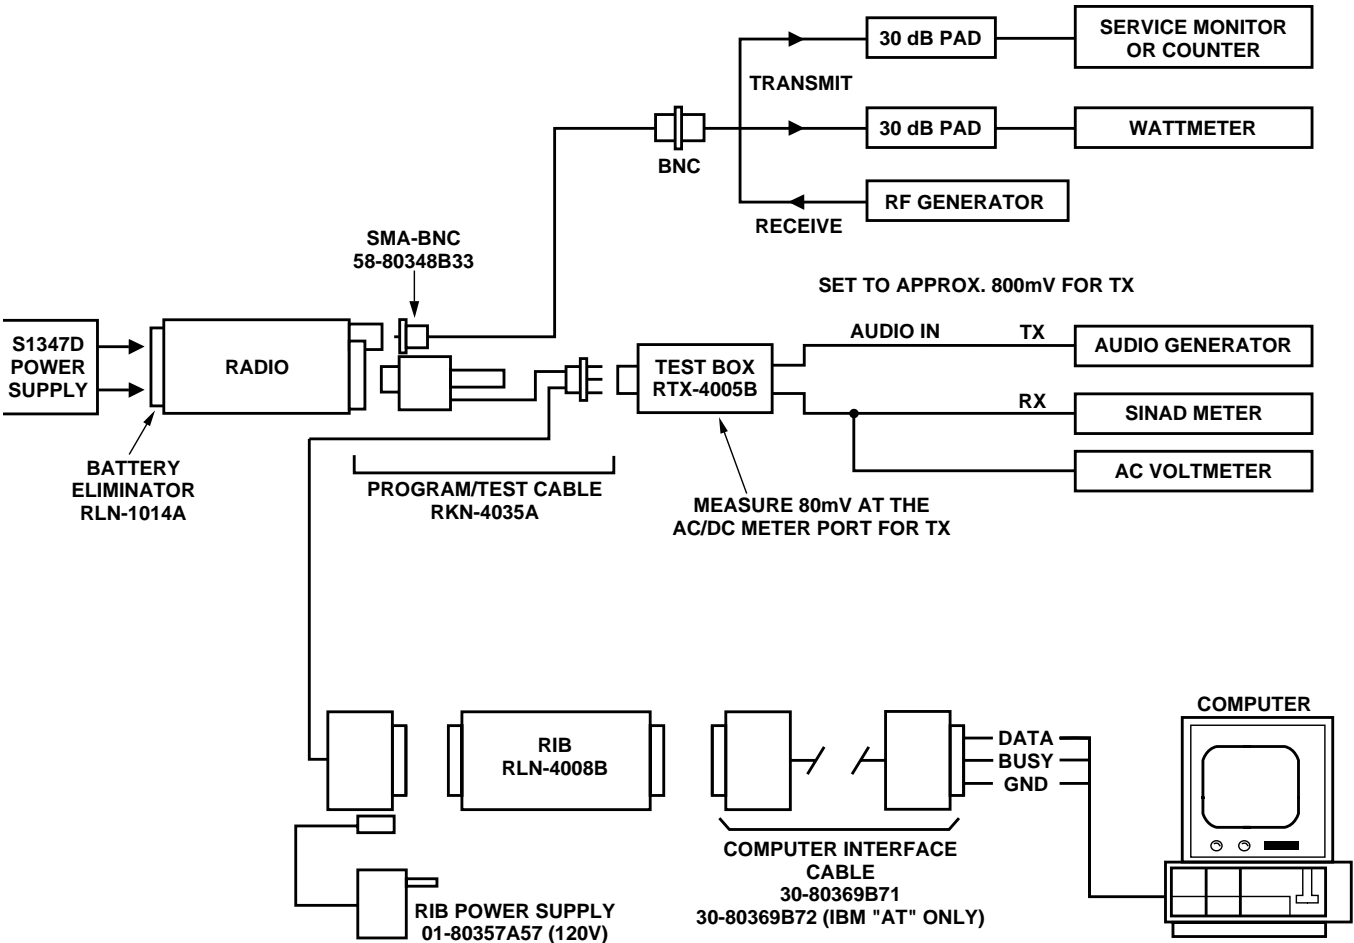 30 dB PAD
SERVICE MONITOR
OR COUNTER
TRANSMIT
30 dB PAD
WATTMETER
BNC
RF GENERATOR
RECEIVE
SMA-BNC
58-80348B33
SET TO APPROX. 800mV FOR TX
S1347D
POWER
SUPPLY
RADIO
TEST BOX
RTX-4005B
AUDIO IN
TX
AUDIO GENERATOR
RX
SINAD METER
AC VOLTMETER
BATTERY
ELIMINATOR
RLN-1014A
PROGRAM/TEST CABLE
RKN-4035A
MEASURE 80mV AT THE
AC/DC METER PORT FOR TX
RIB
RLN-4008B
DATA
BUSY
GND
COMPUTER
COMPUTER INTERFACE
CABLE
30-80369B71
30-80369B72 (IBM "AT" ONLY)
RIB POWER SUPPLY
01-80357A57 (120V)